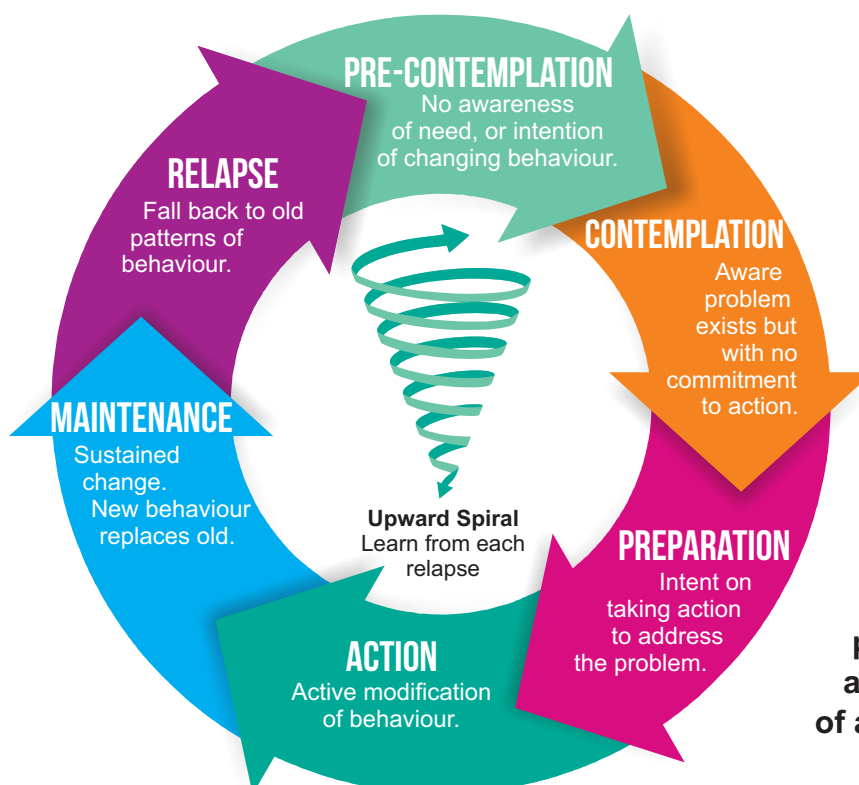 PRE-CONTEMPLATION
No awareness
of need, or intention
of changing behaviour.
CONTEMPLATION
Aware
problem
exists but
with no
commitment
to action.
PREPARATION
Intent on
taking action
to address
the problem.
ACTION
Active modification
of behaviour.
MAINTENANCE
Sustained
change.
New behaviour
replaces old.
RELAPSE
Fall back to old
patterns of
behaviour.
Upward Spiral
Learn from each
relapse
of a